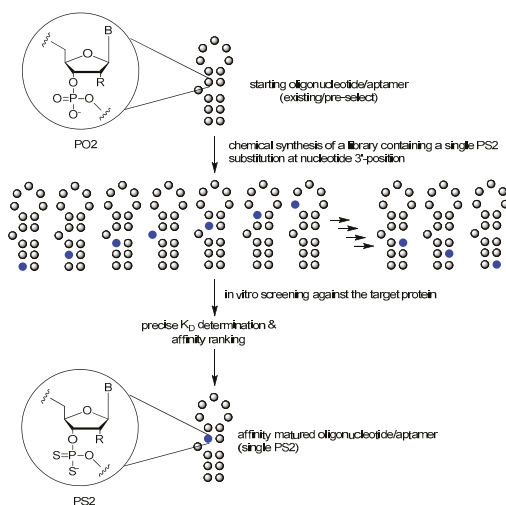 B
O
O
R
O=P-O
O-
PO2
starting oligonucleotide/aptamer
(existing/pre-select)
chemical synthesis of a library containing a single PS2
substitution at nucleotide 3'-position
in vitro screening against the target protein
precise KD determination &
affinity ranking
B
O
O
R
S=P-O
S-
PS2
affinity matured oligonucleotide/aptamer
(single PS2)